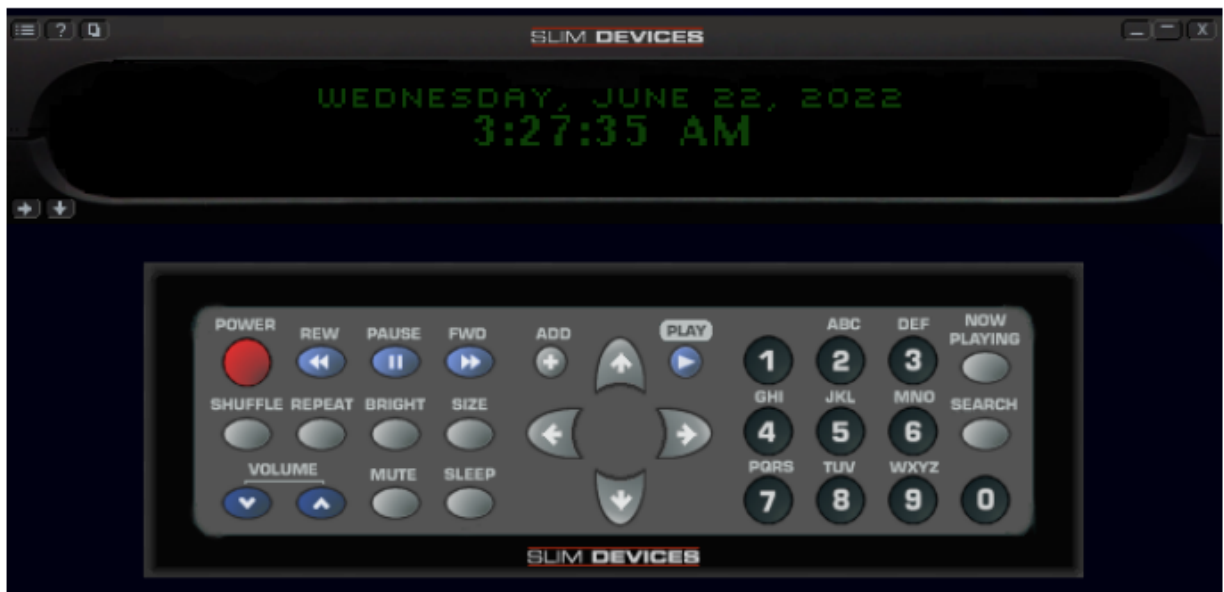 ?
SLIM DEVICES
X
WEDNESDAY, JUNE 22, 2022
3:27:35 AM
POWER REW PAUSE FWD ADD PLAY ABC DEF NOW PLAYING
1 2 3
SHUFFLE REPEAT BRIGHT SIZE GHI JKL MNO SEARCH
4 5 6
VOLUME MUTE SLEEP PQRS TUV WXYZ
7 8 9 0
SLIM DEVICES